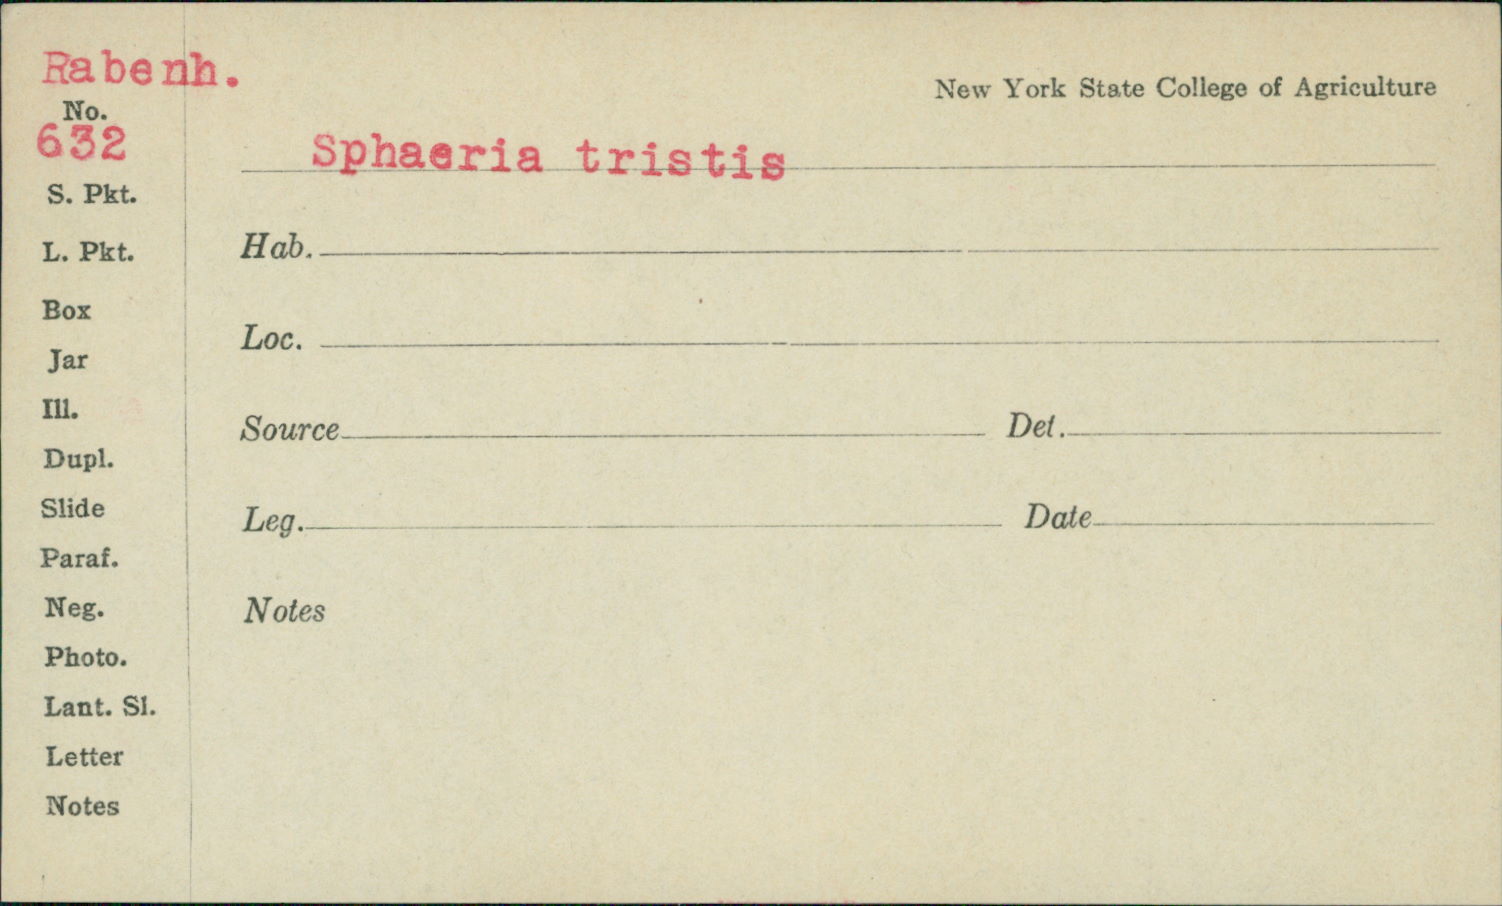 Rabenh.
New York State College of Agriculture
No.
632
Sphaeria tristis
S. Pkt.
L. Pkt.
Hab.
Box
Loc.
Jar
Ill.
Source Det.
Dupl.
Slide
Leg. Date
Paraf.
Neg.
Notes
Photo.
Lant. Sl.
Letter
Notes